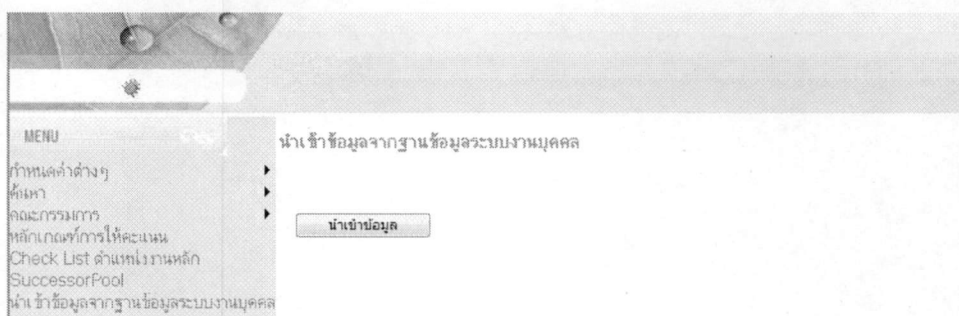 MENU
นำเข้าข้อมูลจากฐานข้อมูลระบบงานบุคคล
กำหนดค่าต่างๆ
ค้นหา
คณะกรรมการ
นำเข้าข้อมูล
หลักเกณฑ์การให้คะแนน
Check List ตำแหน่งงานหลัก
SuccessorPool
นำเข้าข้อมูลจากฐานข้อมูลระบบงานบุคคล